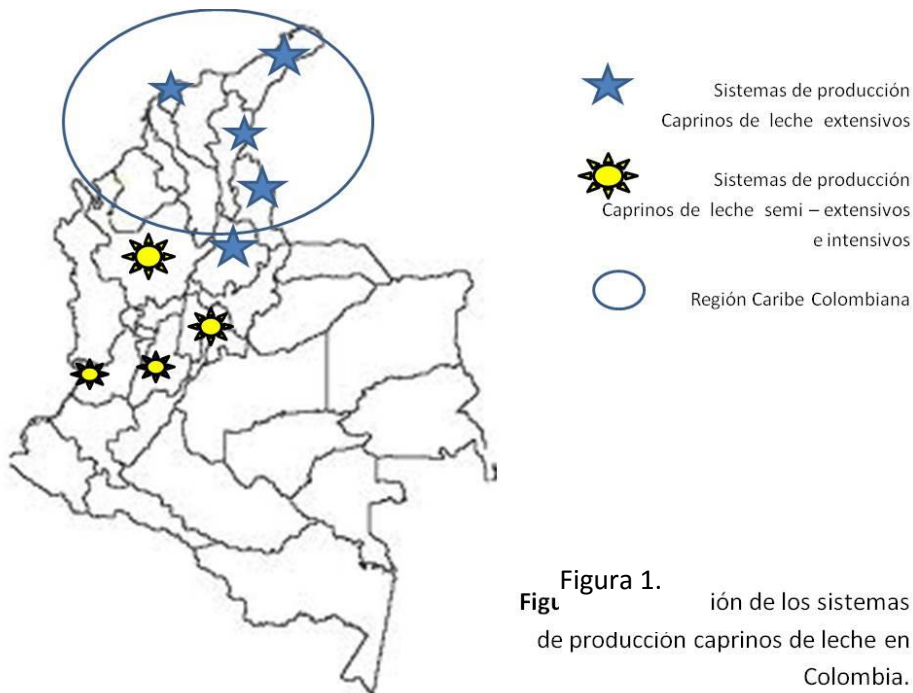 Sistemas de producción
Caprinos de leche extensivos
Sistemas de producción
Caprinos de leche semi – extensivos
e intensivos
Región Caribe Colombiana
Figura 1.
Figu ión de los sistemas
de producción caprinos de leche en
Colombia.